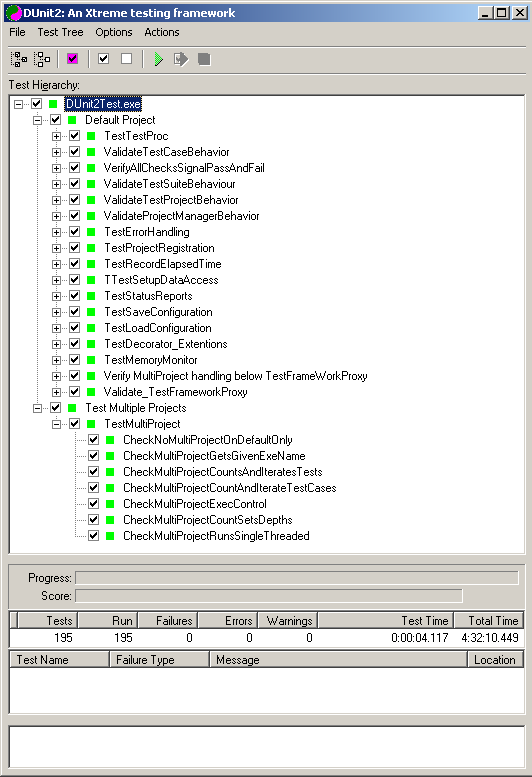 DUnit2: An Xtreme testing framework
File Test Tree Options Actions
Test Hierarchy:
DUnit2Test.exe
Default Project
TestTestProc
ValidateTestCaseBehavior
VerifyAllChecksSignalPassAndFail
ValidateTestSuiteBehaviour
ValidateTestProjectBehavior
ValidateProjectManagerBehavior
TestErrorHandling
TestProjectRegistration
TestRecordElapsedTime
TTestSetupDataAccess
TestStatusReports
TestSaveConfiguration
TestLoadConfiguration
TestDecorator_Extentions
TestMemoryMonitor
Verify MultiProject handling below TestFrameWorkProxy
Validate_TestFrameworkProxy
Test Multiple Projects
TestMultiProject
CheckNoMultiProjectOnDefaultOnly
CheckMultiProjectGetsGivenExeName
CheckMultiProjectCountsAndIteratesTests
CheckMultiProjectCountAndIterateTestCases
CheckMultiProjectExecControl
CheckMultiProjectCountSetsDepths
CheckMultiProjectRunsSingleThreaded
Progress:
Score:
Tests Run Failures Errors Warnings Test Time Total Time
195 195 0 0 0 0:00:04.117 4:32:10.449
Test Name Failure Type Message Location